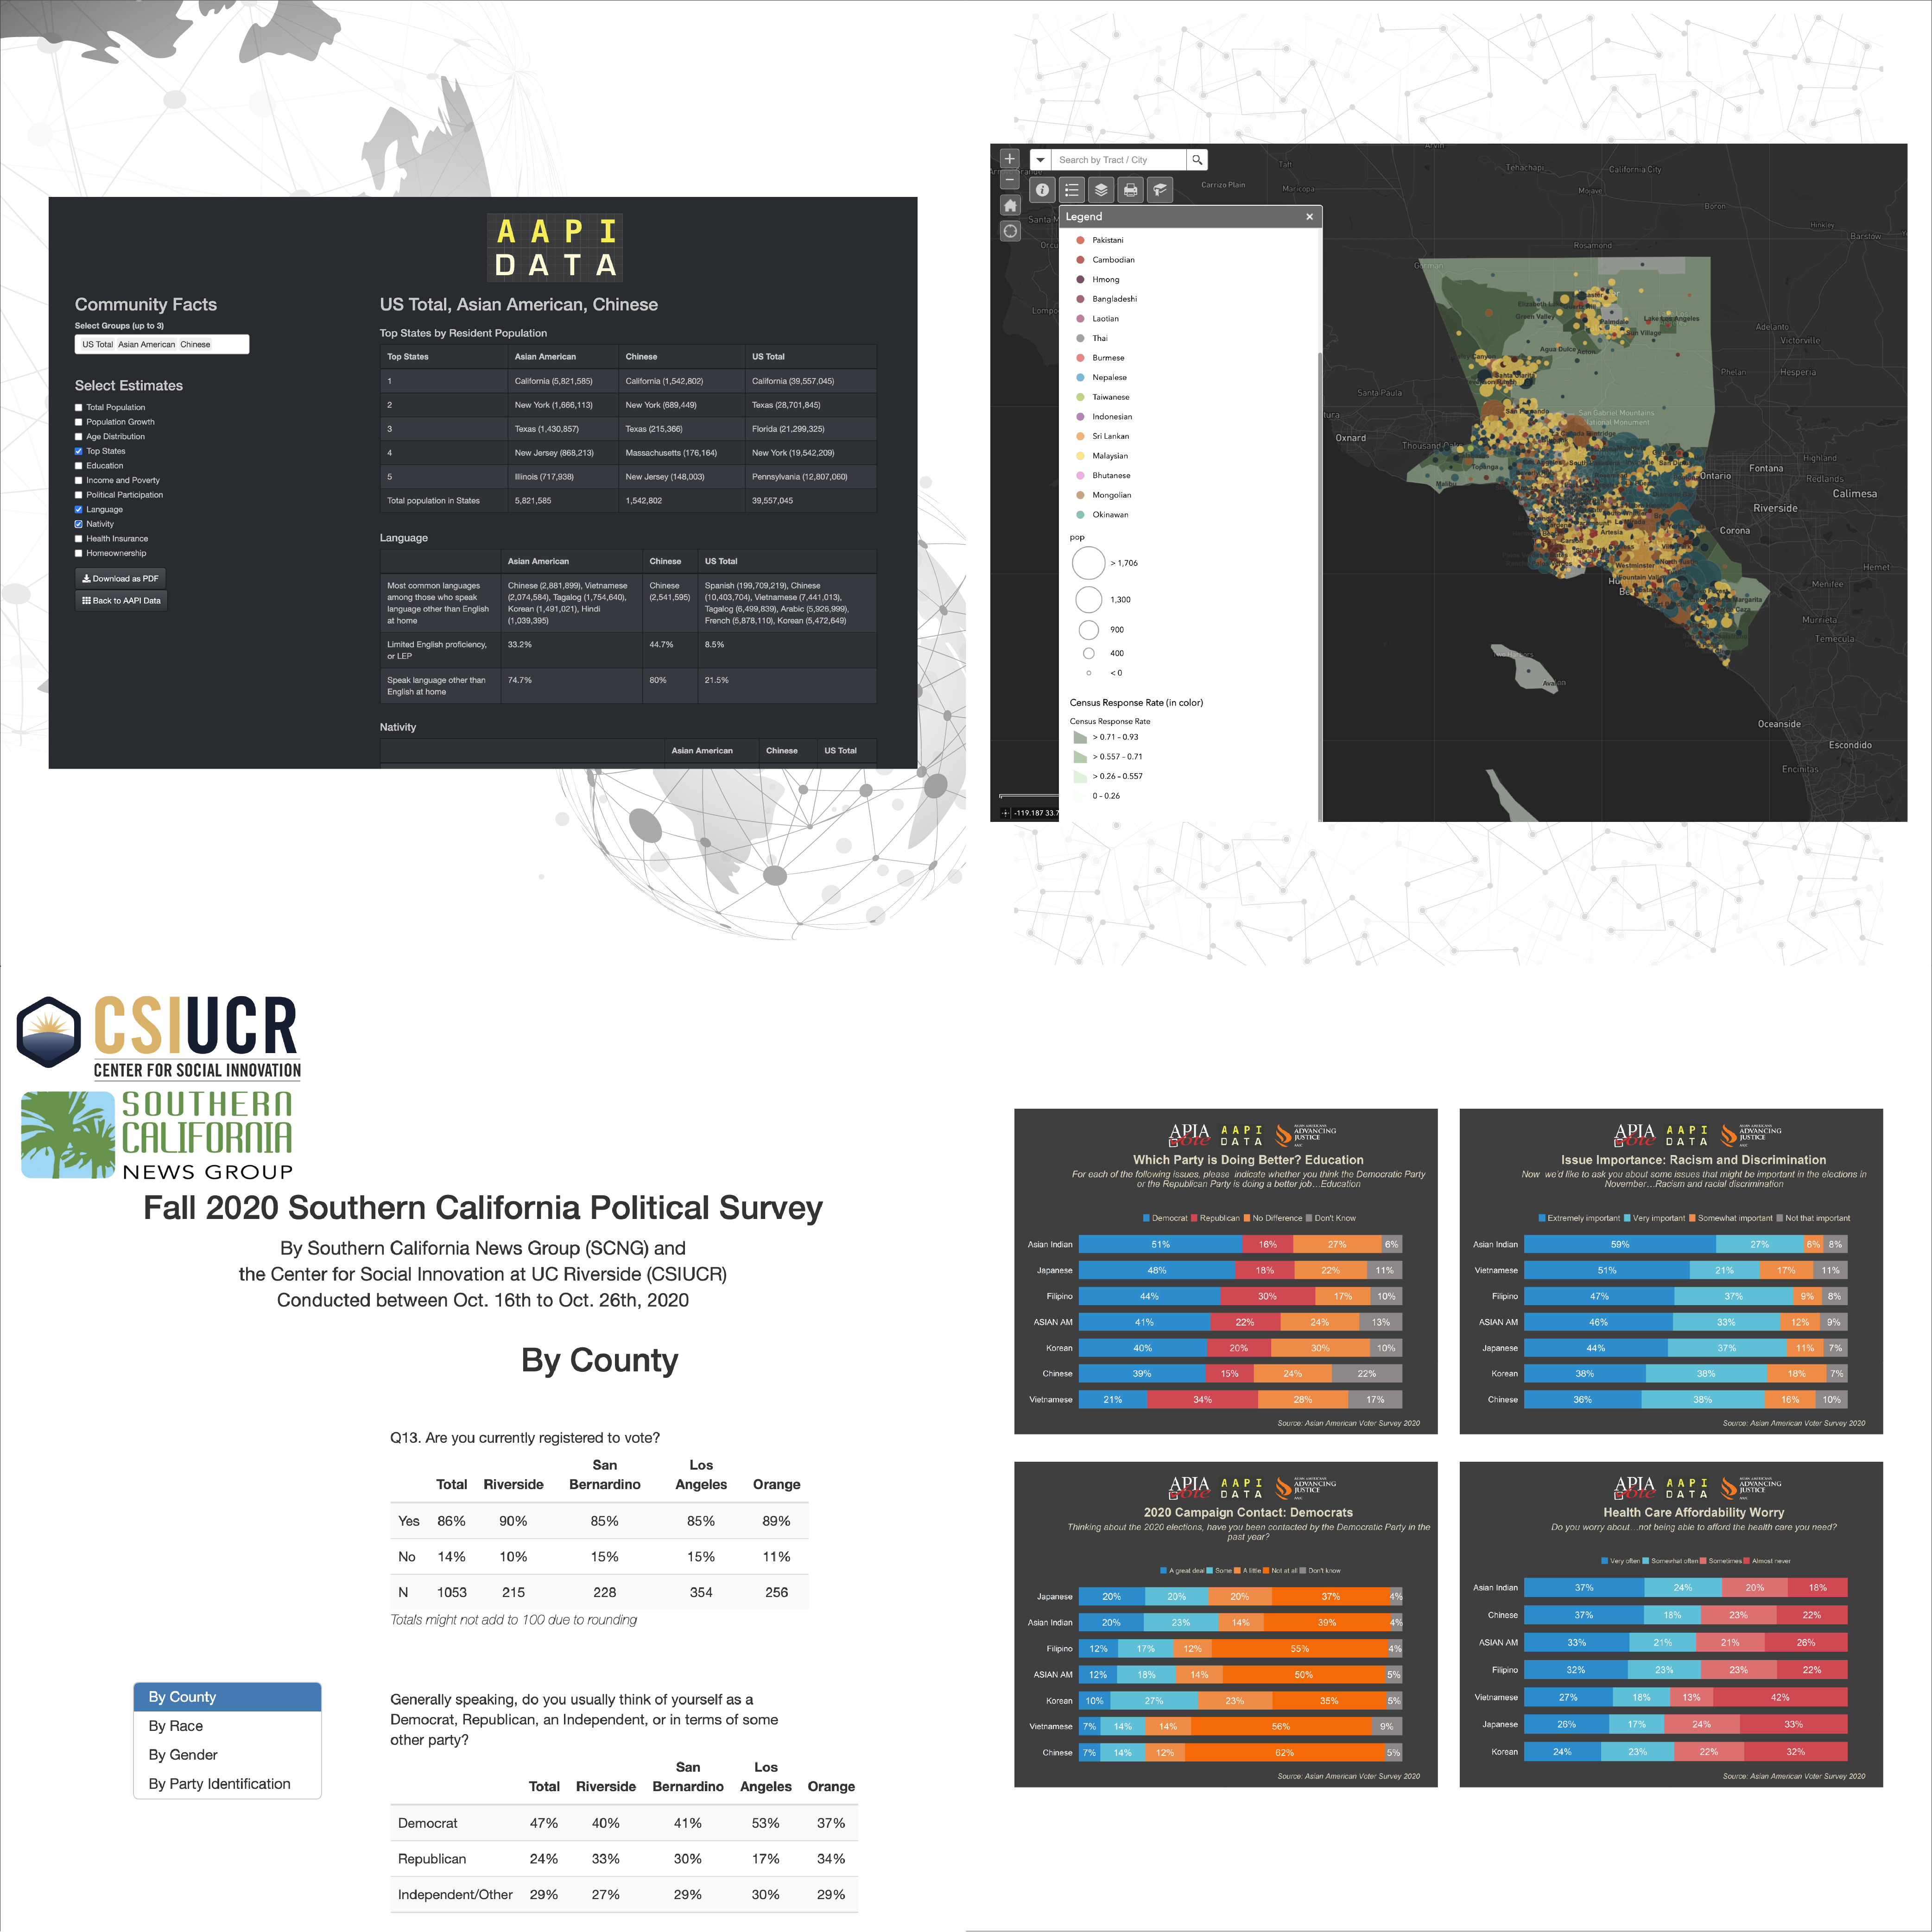 AAPI
DATA
Community Facts
Select Groups (up to 3)
US Total Asian American Chinese
Select Estimates
Total Population
Population Growth
Age Distribution
Top States
Education
Income and Poverty
Political Participation
Language
Nativity
Health Insurance
Homeownership
Download as PDF
Back to AAPI Data
US Total, Asian American, Chinese
Top States by Resident Population
Top States Asian American Chinese US Total
1 California (5,821,585) California (1,542,802) California (39,557,045)
2 New York (1,666,113) New York (689,449) Texas (28,701,845)
3 Texas (1,430,857) Texas (215,366) Florida (21,299,325)
4 New Jersey (868,213) Massachusetts (176,164) New York (19,542,209)
5 Illinois (717,938) New Jersey (148,003) Pennsylvania (12,807,060)
Total population in States 5,821,585 1,542,802 39,557,045
Language
Asian American Chinese US Total
Most common languages among those who speak language other than English at home Chinese (2,881,899), Vietnamese (2,074,584), Tagalog (1,754,640), Korean (1,491,021), Hindi (1,039,395) Chinese (2,541,595) Spanish (199,709,219), Chinese (10,403,704), Vietnamese (7,441,013), Tagalog (6,499,839), Arabic (5,926,999), French (5,878,110), Korean (5,472,649)
Limited English proficiency, or LEP 33.2% 44.7% 8.5%
Speak language other than English at home 74.7% 80% 21.5%
Nativity
Asian American Chinese US Total
Search by Tract / City
Legend
Pakistani
Cambodian
Hmong
Bangladeshi
Laotian
Thai
Burmese
Nepalese
Taiwanese
Indonesian
Sri Lankan
Malaysian
Bhutanese
Mongolian
Okinawan
pop
> 1,706
1,300
900
400
< 0
Census Response Rate (in color)
Census Response Rate
> 0.71 – 0.93
> 0.557 – 0.71
> 0.26 – 0.557
0 – 0.26
-119.187 33.7
Arvin
Taft
Tehachapi
California City
Carrizo Plain
Maricopa
Mojave
Boron
Hinkley
Barstow
Rosamond
Gorman
Green Valley
Palmdale
Lake Los Angeles
Sun Village
Adelanto
Victorville
Agua Dulce
Acton
Phelan
Hesperia
Santa Paula
Santa Clarita
San Fernando
San Gabriel Mountains
National Monument
Oxnard
Topanga
Malibu
Highland
Fontana
Ontario
Redlands
Calimesa
Riverside
Corona
Artesia
Westminster
Fountain Valley
Hemet
Menifee
Murrieta
Temecula
Avalon
Oceanside
Escondido
Encinitas
CSIUCR
CENTER FOR SOCIAL INNOVATION
SOUTHERN
CALIFORNIA
NEWS GROUP
Fall 2020 Southern California Political Survey
By Southern California News Group (SCNG) and
the Center for Social Innovation at UC Riverside (CSIUCR)
Conducted between Oct. 16th to Oct. 26th, 2020
By County
Q13. Are you currently registered to vote?
Total Riverside San Bernardino Los Angeles Orange
Yes 86% 90% 85% 85% 89%
No 14% 10% 15% 15% 11%
N 1053 215 228 354 256
Totals might not add to 100 due to rounding
By County
By Race
By Gender
By Party Identification
Generally speaking, do you usually think of yourself as a
Democrat, Republican, an Independent, or in terms of some
other party?
Total Riverside San Bernardino Los Angeles Orange
Democrat 47% 40% 41% 53% 37%
Republican 24% 33% 30% 17% 34%
Independent/Other 29% 27% 29% 30% 29%
APIA Vote AAPI DATA ASIAN AMERICANS ADVANCING JUSTICE AAJC
Which Party is Doing Better? Education
For each of the following issues, please indicate whether you think the Democratic Party
or the Republican Party is doing a better job…Education
Democrat Republican No Difference Don't Know
Asian Indian 51% 16% 27% 6%
Japanese 48% 18% 22% 11%
Filipino 44% 30% 17% 10%
ASIAN AM 41% 22% 24% 13%
Korean 40% 20% 30% 10%
Chinese 39% 15% 24% 22%
Vietnamese 21% 34% 28% 17%
Source: Asian American Voter Survey 2020
APIA Vote AAPI DATA ASIAN AMERICANS ADVANCING JUSTICE AAJC
Issue Importance: Racism and Discrimination
Now we'd like to ask you about some issues that might be important in the elections in
November…Racism and racial discrimination
Extremely important Very important Somewhat important Not that important
Asian Indian 59% 27% 6% 8%
Vietnamese 51% 21% 17% 11%
Filipino 47% 37% 9% 8%
ASIAN AM 46% 33% 12% 9%
Japanese 44% 37% 11% 7%
Korean 38% 38% 18% 7%
Chinese 36% 38% 16% 10%
Source: Asian American Voter Survey 2020
APIA Vote AAPI DATA ASIAN AMERICANS ADVANCING JUSTICE AAJC
2020 Campaign Contact: Democrats
Thinking about the 2020 elections, have you been contacted by the Democratic Party in the
past year?
A great deal Some A little Not at all Don't know
Japanese 20% 20% 20% 37% 4%
Asian Indian 20% 23% 14% 39% 4%
Filipino 12% 17% 12% 55% 4%
ASIAN AM 12% 18% 14% 50% 5%
Korean 10% 27% 23% 35% 5%
Vietnamese 7% 14% 14% 56% 9%
Chinese 7% 14% 12% 62% 5%
Source: Asian American Voter Survey 2020
APIA Vote AAPI DATA ASIAN AMERICANS ADVANCING JUSTICE AAJC
Health Care Affordability Worry
Do you worry about…not being able to afford the health care you need?
Very often Somewhat often Sometimes Almost never
Asian Indian 37% 24% 20% 18%
Chinese 37% 18% 23% 22%
ASIAN AM 33% 21% 21% 26%
Filipino 32% 23% 23% 22%
Vietnamese 27% 18% 13% 42%
Japanese 26% 17% 24% 33%
Korean 24% 23% 22% 32%
Source: Asian American Voter Survey 2020